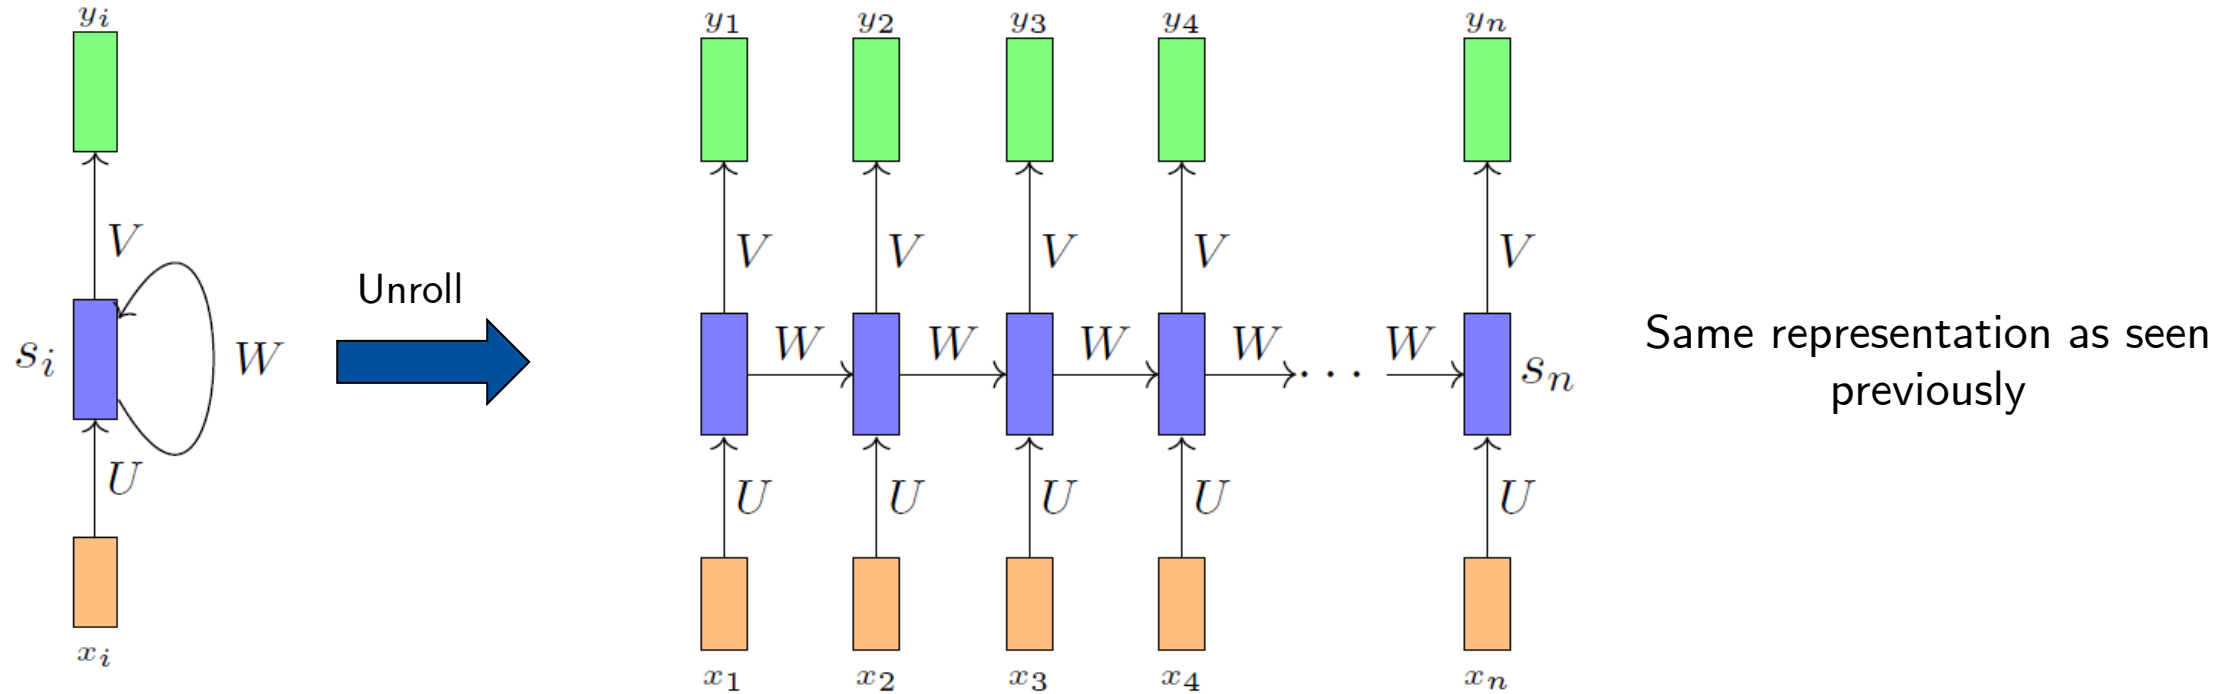 y_i
V
s_i
W
U
x_i
Unroll
y_1 y_2 y_3 y_4 y_n
V V V V V
W W W W W
s_n
U U U U U
x_1 x_2 x_3 x_4 x_n
Same representation as seen
previously